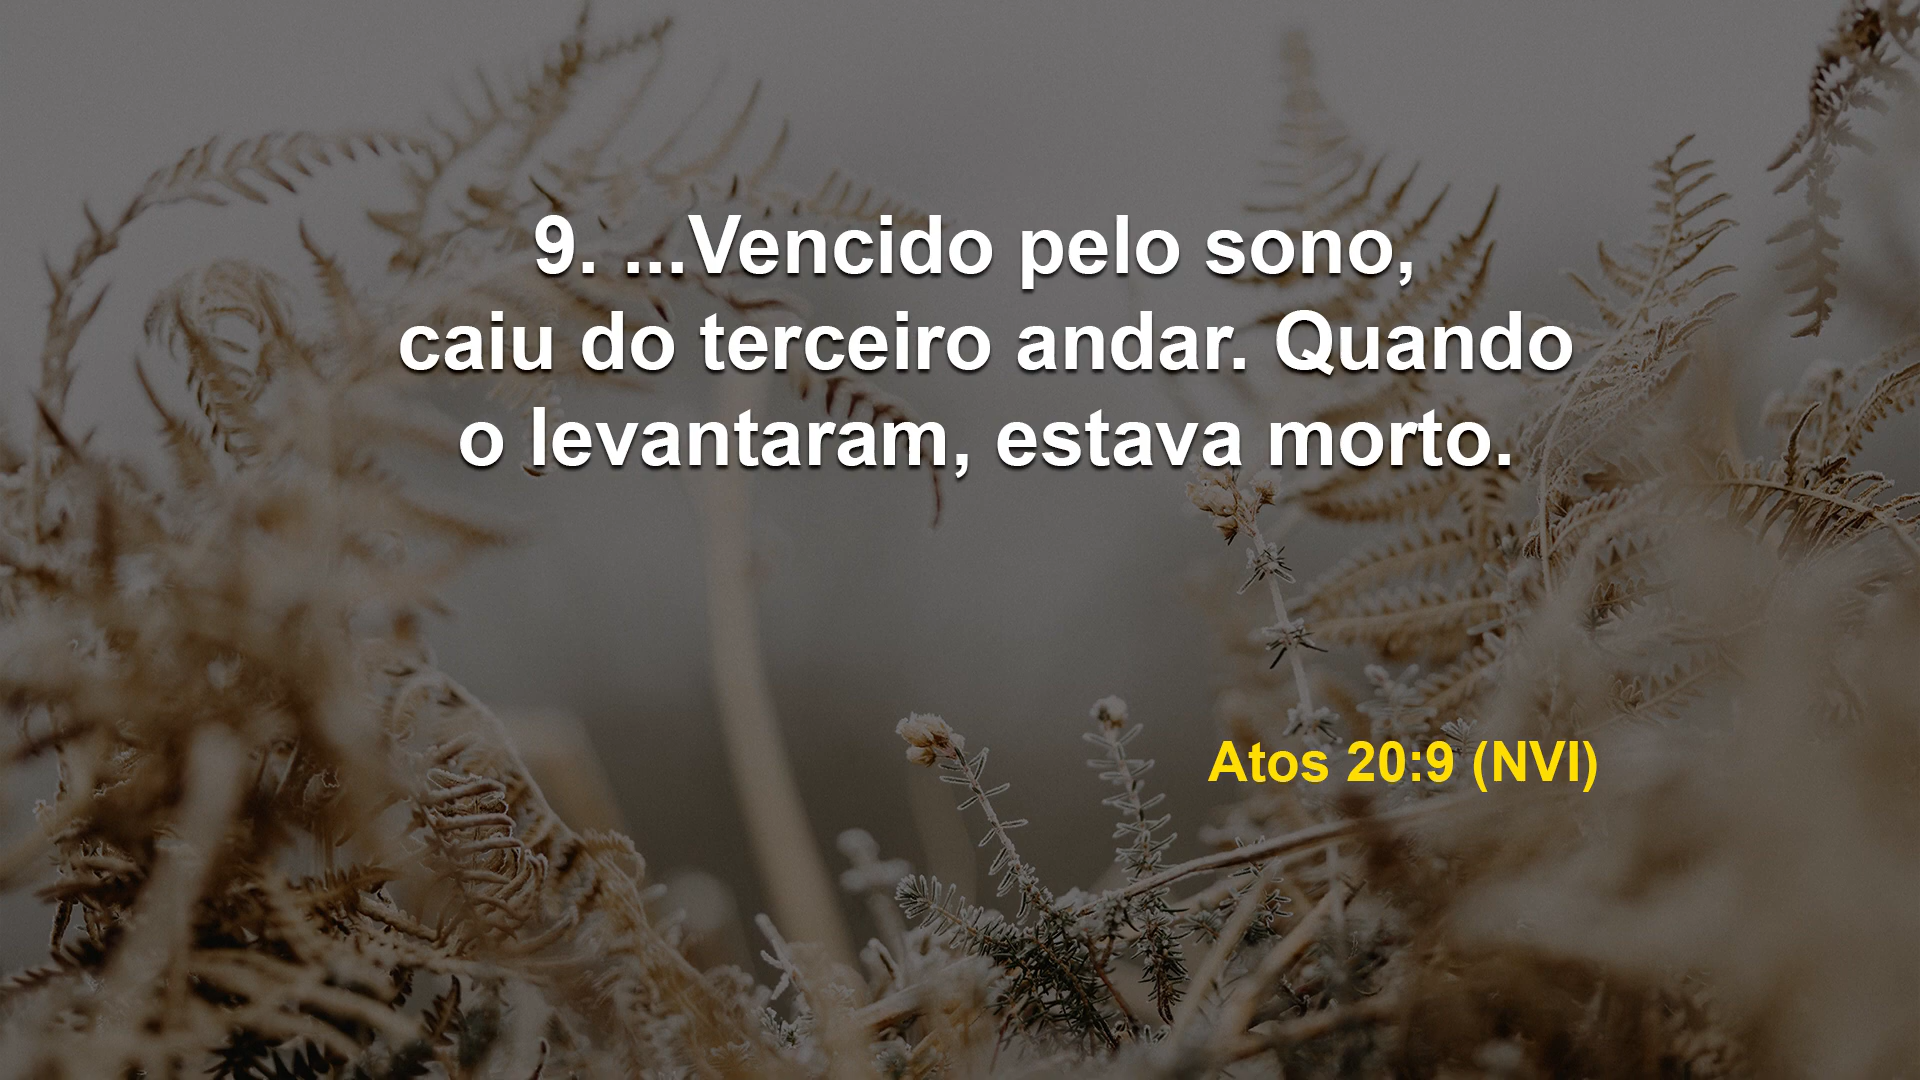 9. ...Vencido pelo sono,
caiu do terceiro andar. Quando
o levantaram, estava morto.
Atos 20:9 (NVI)